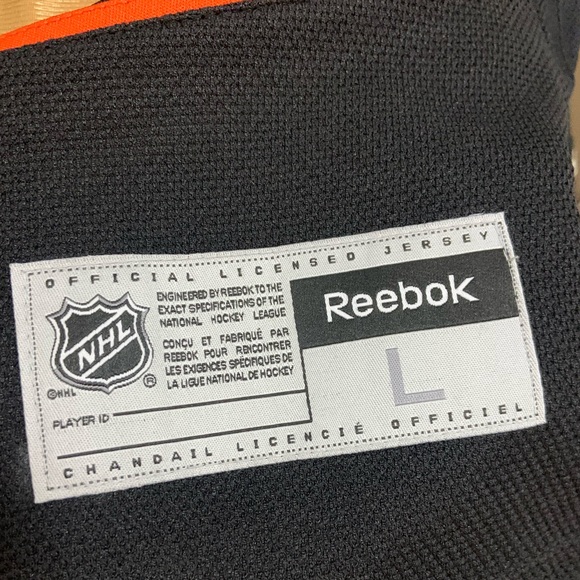 OFFICIAL LICENSED JERSEY
ENGINEERED BY REEBOK TO THE
EXACT SPECIFICATIONS OF THE
NATIONAL HOCKEY LEAGUE
CONÇU ET FABRIQUÉ PAR
REEBOK POUR RENCONTRER
LES EXIGENCES SPÉCIFIQUES DE
LA LIGUE NATIONALE DE HOCKEY
NHL
®
©NHL
PLAYER ID
Reebok
L
CHANDAIL LICENCIÉ OFFICIEL